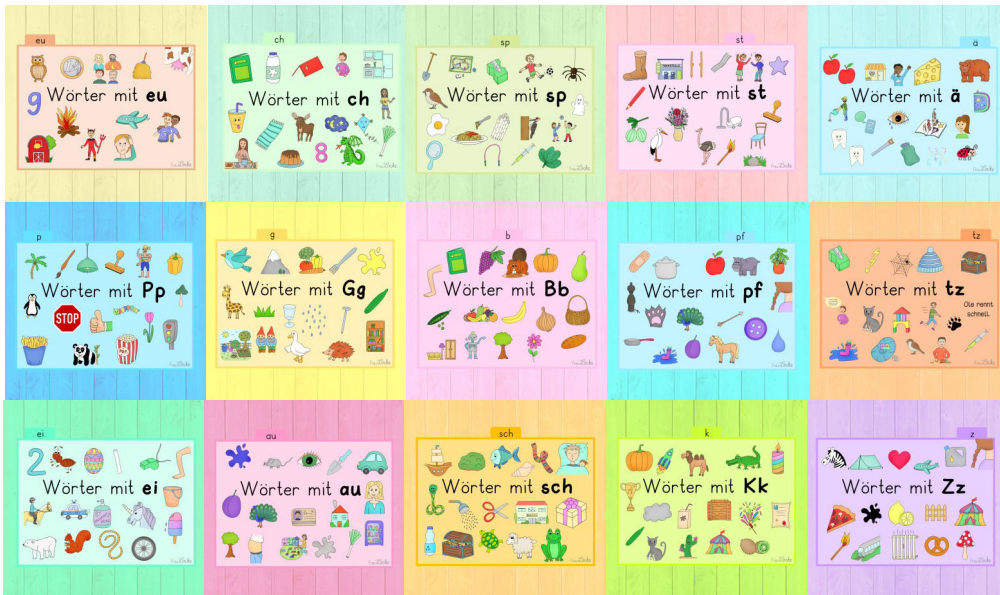 eu
Wörter mit eu
9
ch
Wörter mit ch
8
sp
Wörter mit sp
st
Wörter mit st
ä
Wörter mit ä
p
Wörter mit Pp
STOP
g
Wörter mit Gg
b
Wörter mit Bb
pf
Wörter mit pf
tz
Wörter mit tz
Ole rennt
schnell.
ei
2
Wörter mit ei
au
Wörter mit au
sch
Wörter mit sch
k
Wörter mit Kk
z
Wörter mit Zz